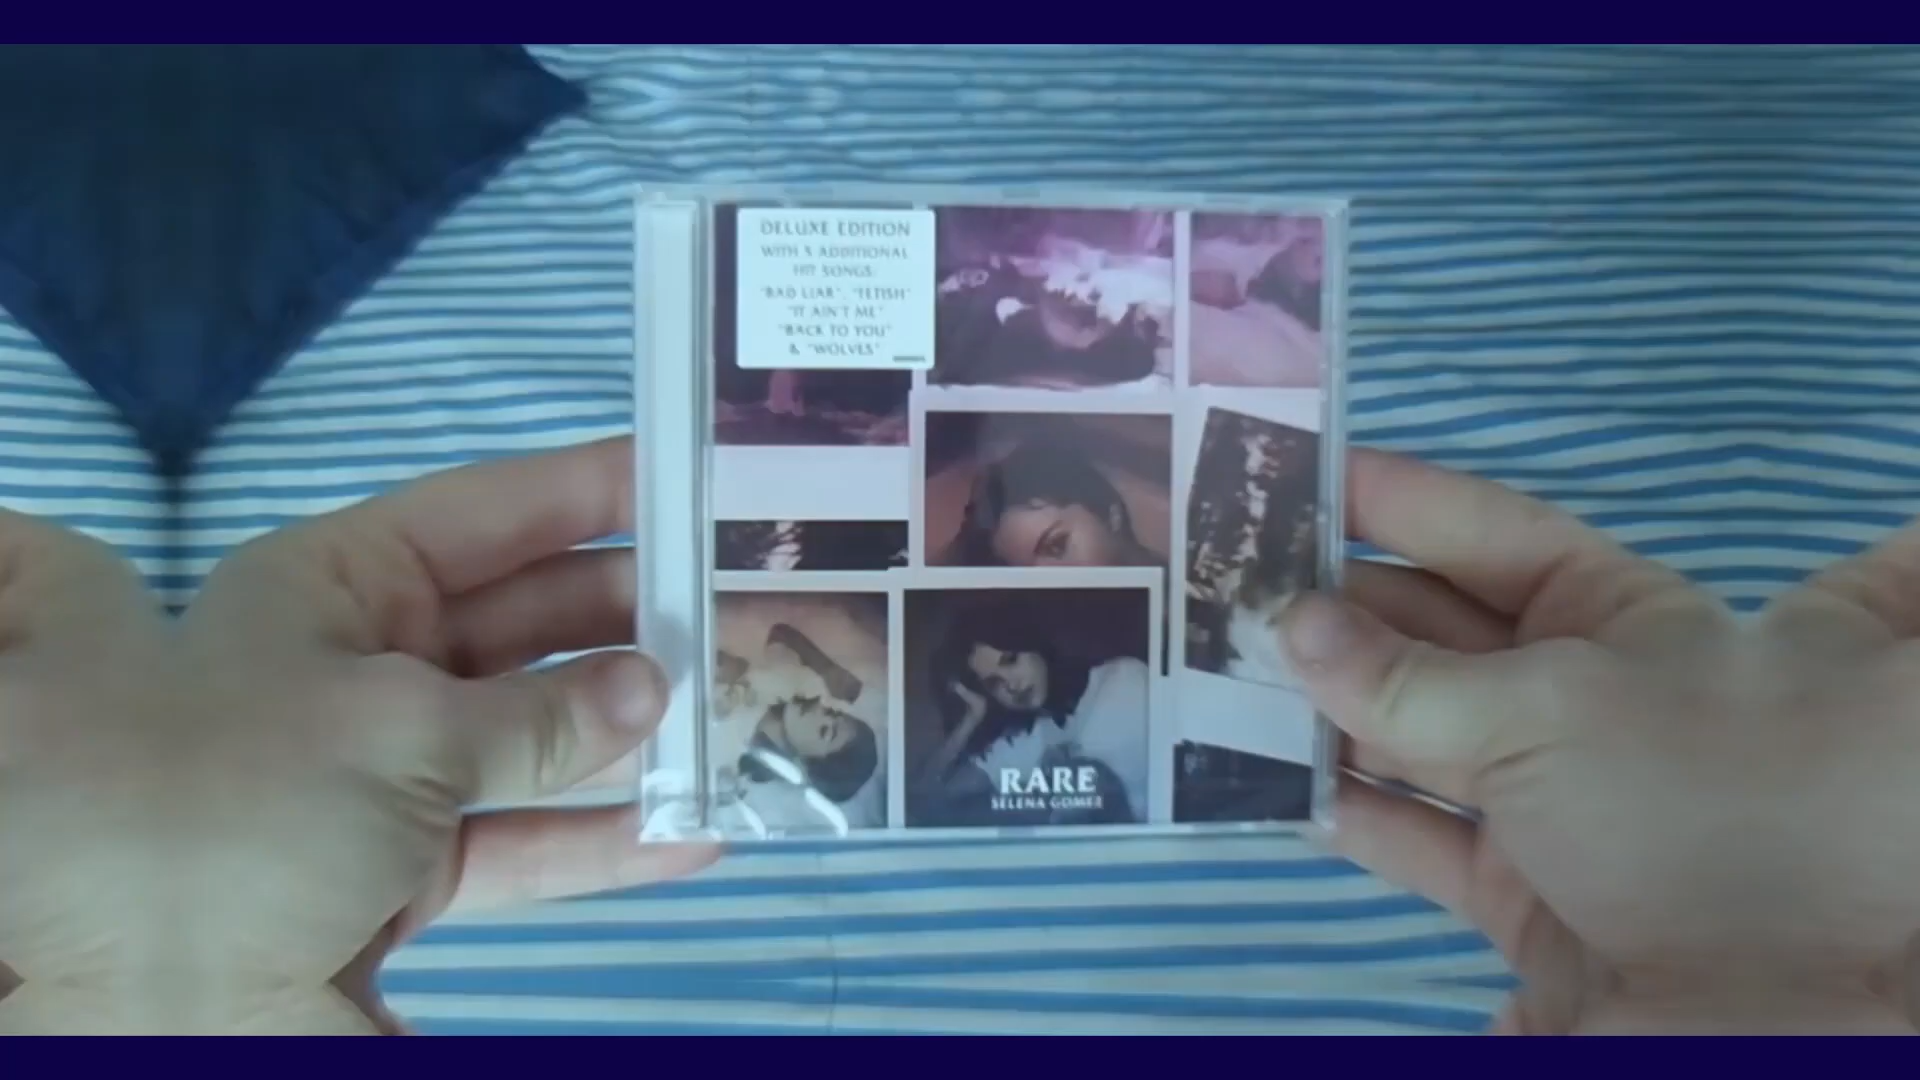 DELUXE EDITION
WITH 5 ADDITIONAL
HIT SONGS:
"BAD LIAR", "FETISH"
"IT AIN'T ME"
"BACK TO YOU"
& "WOLVES"
RARE
SELENA GOMEZ